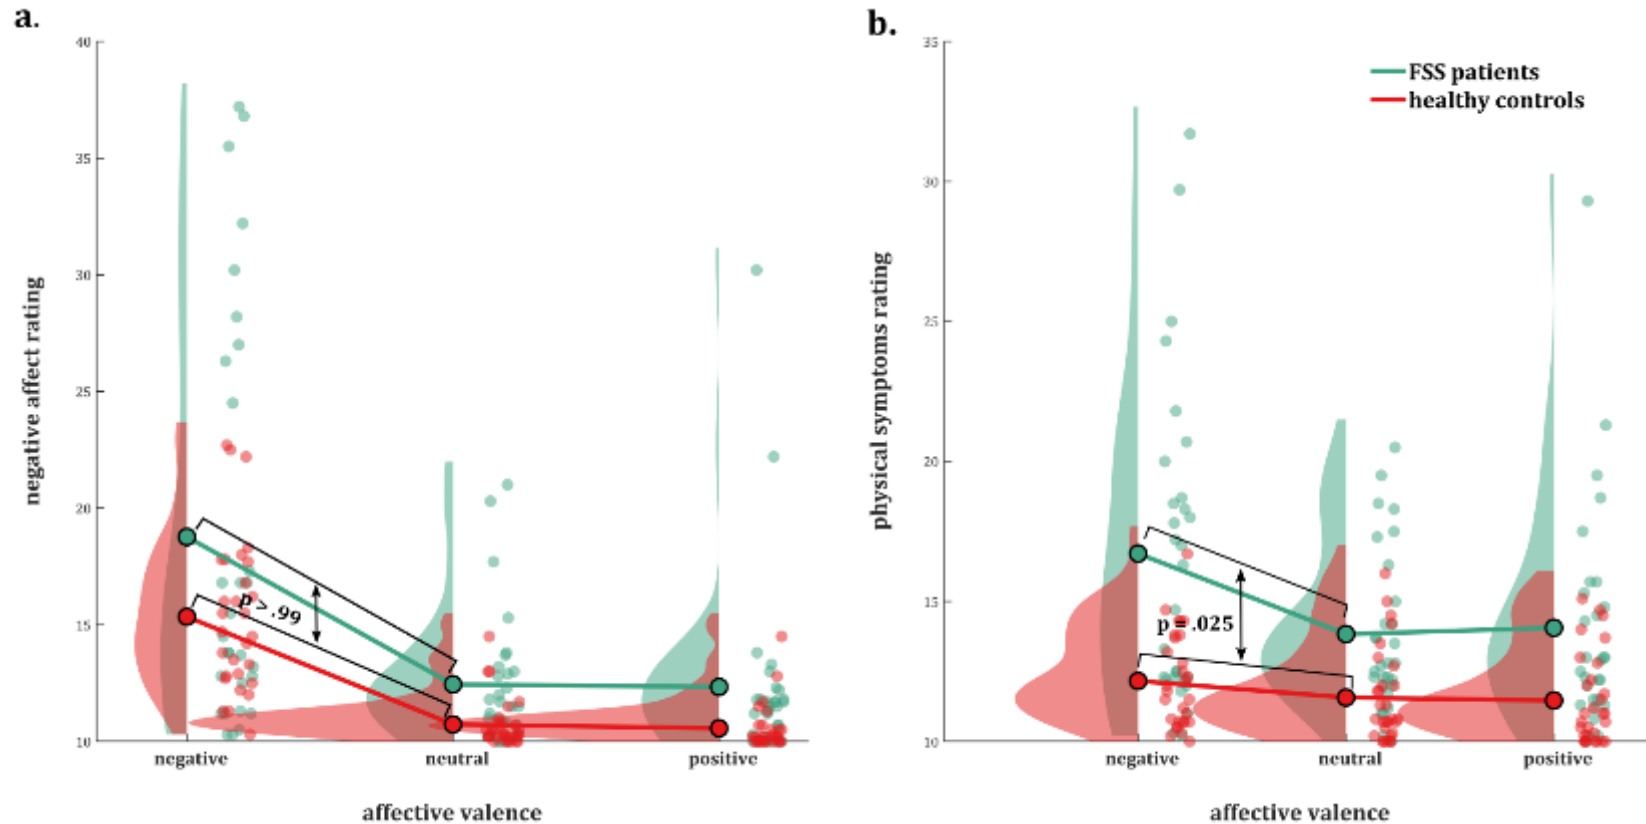 a.
40
35
30
25
20
15
10
negative affect rating
p > .99
negative
neutral
positive
affective valence
b.
35
30
25
20
15
10
physical symptoms rating
FSS patients
healthy controls
p = .025
negative
neutral
positive
affective valence